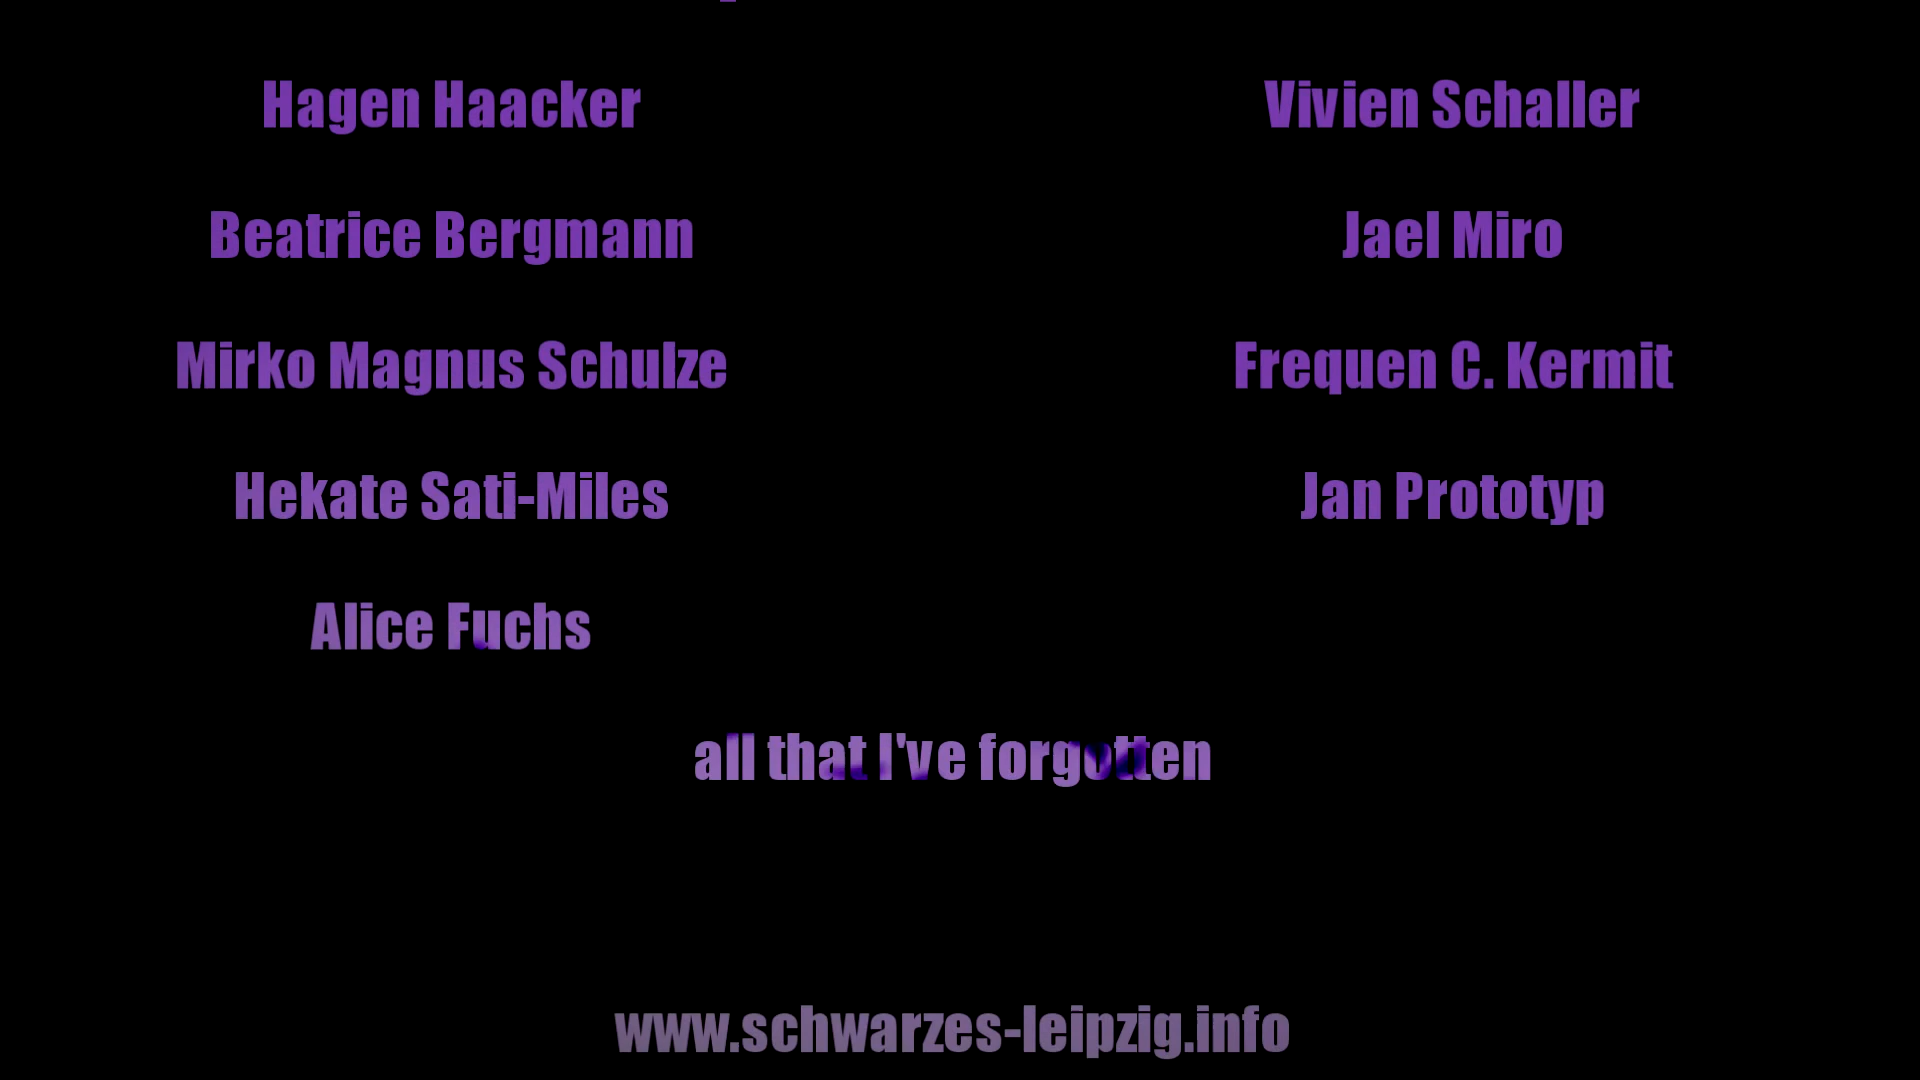 Hagen Haacker Vivien Schaller
Beatrice Bergmann Jael Miro
Mirko Magnus Schulze Frequen C. Kermit
Hekate Sati-Miles Jan Prototyp
Alice Fuchs
all that I've forgotten
www.schwarzes-leipzig.info